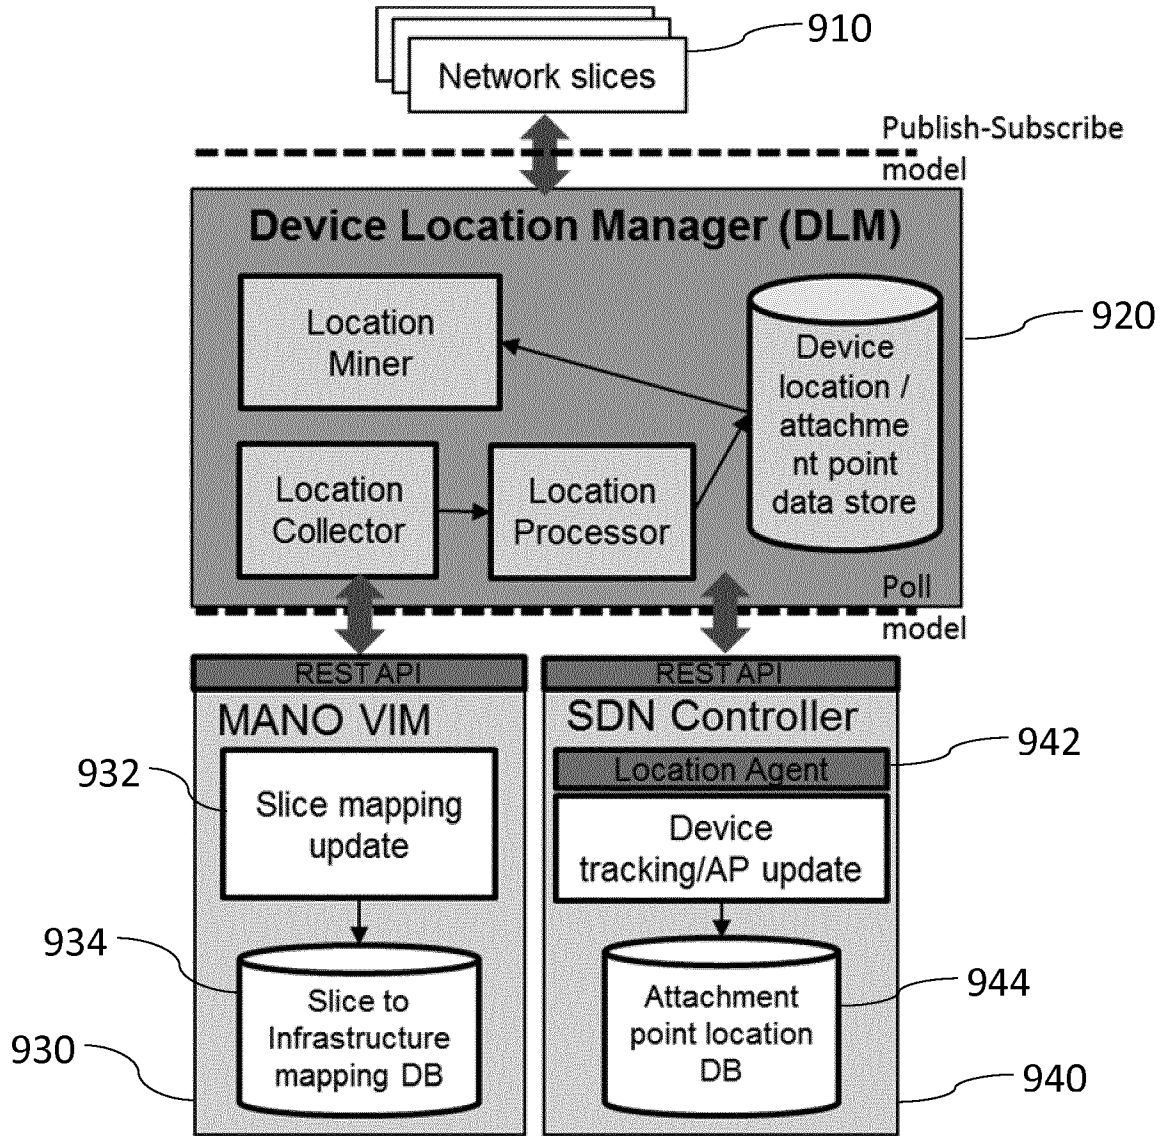 910
Network slices
Publish-Subscribe
model
Device Location Manager (DLM)
Location
Miner
920
Device
location /
attachme
nt point
data store
Location
Collector
Location
Processor
Poll
model
REST API
MANO VIM
932
Slice mapping
update
934
Slice to
Infrastructure
mapping DB
930
REST API
SDN Controller
942
Location Agent
Device
tracking/AP update
944
Attachment
point location
DB
940